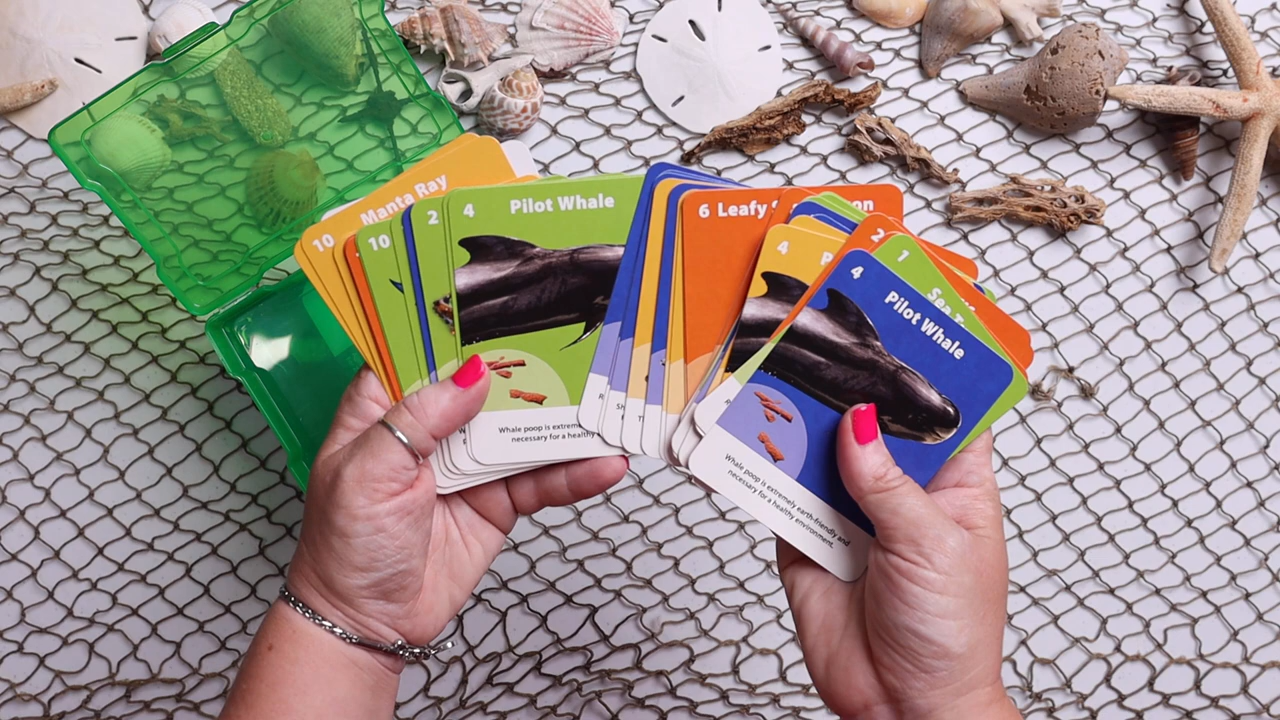 10 Manta Ray
10
2
4 Pilot Whale
Whale poop is
necessary for a healthy
6 Leafy
4
2
1
Sea
4 Pilot Whale
Whale poop is extremely earth-friendly and
necessary for a healthy environment.